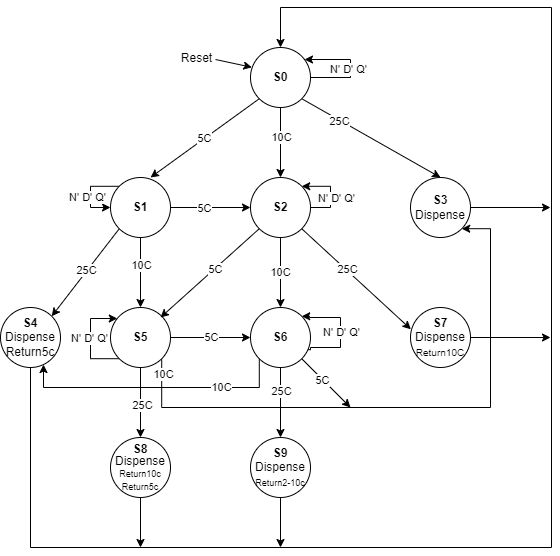 Reset
S0
N' D' Q'
5C
10C
25C
N' D' Q'
S1
5C
S2
N' D' Q'
S3
Dispense
25C
10C
5C
10C
25C
S4
Dispense
Return5c
N' D' Q'
S5
5C
S6
N' D' Q'
S7
Dispense
Return10C
10C
10C
5C
25C
25C
S8
Dispense
Return10c
Return5c
S9
Dispense
Return2-10c